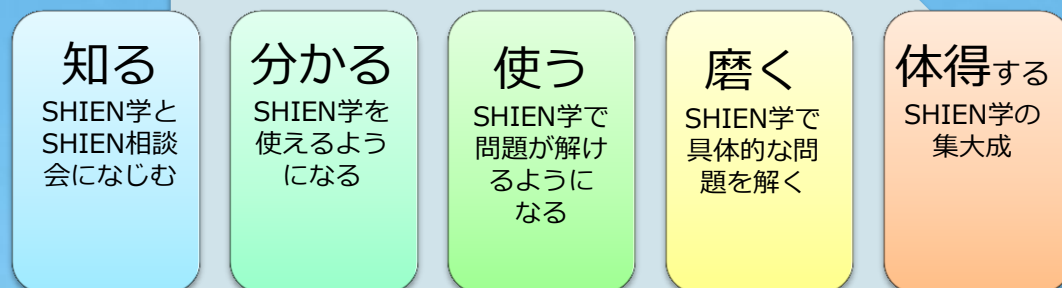 知る
SHIEN学と
SHIEN相談
会になじむ
分かる
SHIEN学を
使えるよう
になる
使う
SHIEN学で
問題が解け
るように
なる
磨く
SHIEN学で
具体的な問
題を解く
体得する
SHIEN学の
集大成